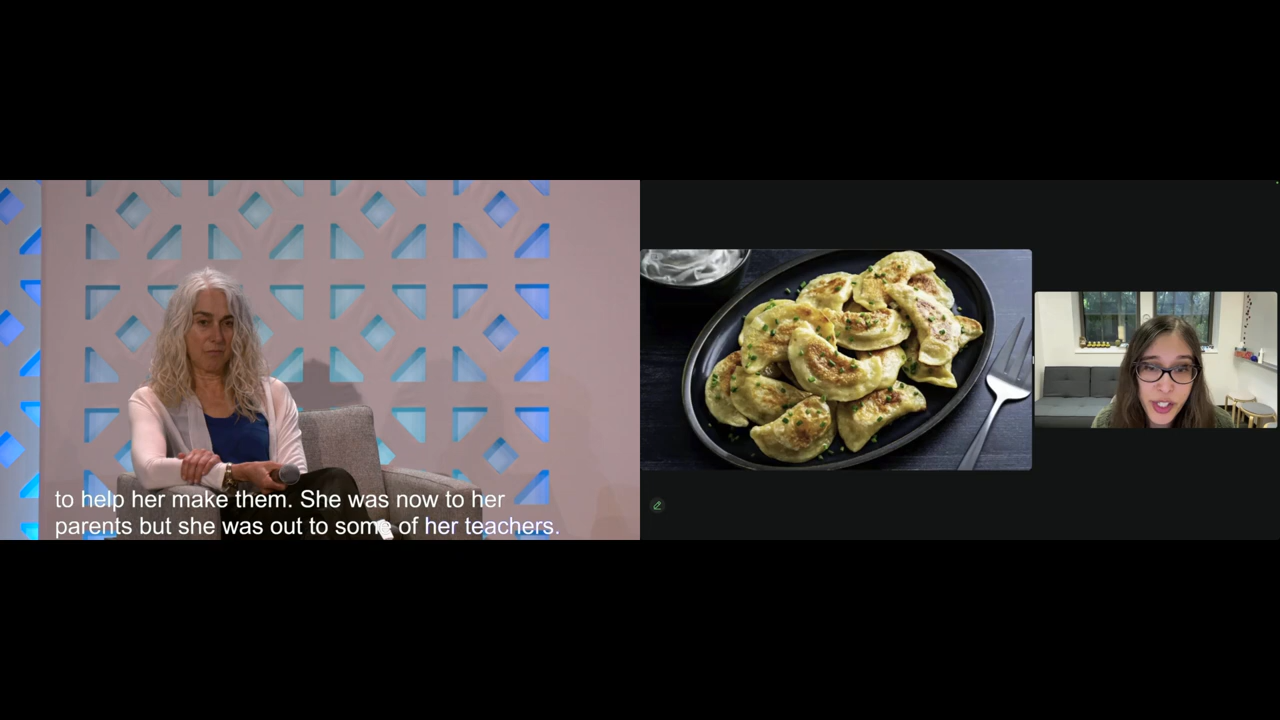 to help her make them. She was now to her
parents but she was out to some of her teachers.